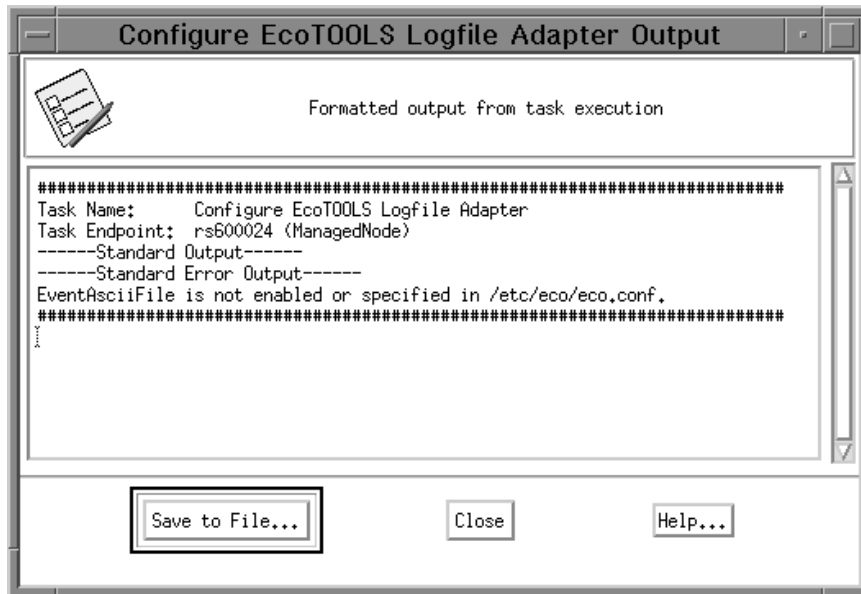 Configure EcoTOOLS Logfile Adapter Output
Formatted output from task execution
############################################################################
Task Name:      Configure EcoTOOLS Logfile Adapter
Task Endpoint:  rs600024 (ManagedNode)
------Standard Output------
------Standard Error Output------
EventAsciiFile is not enabled or specified in /etc/eco/eco.conf.
############################################################################
Save to File... Close Help...